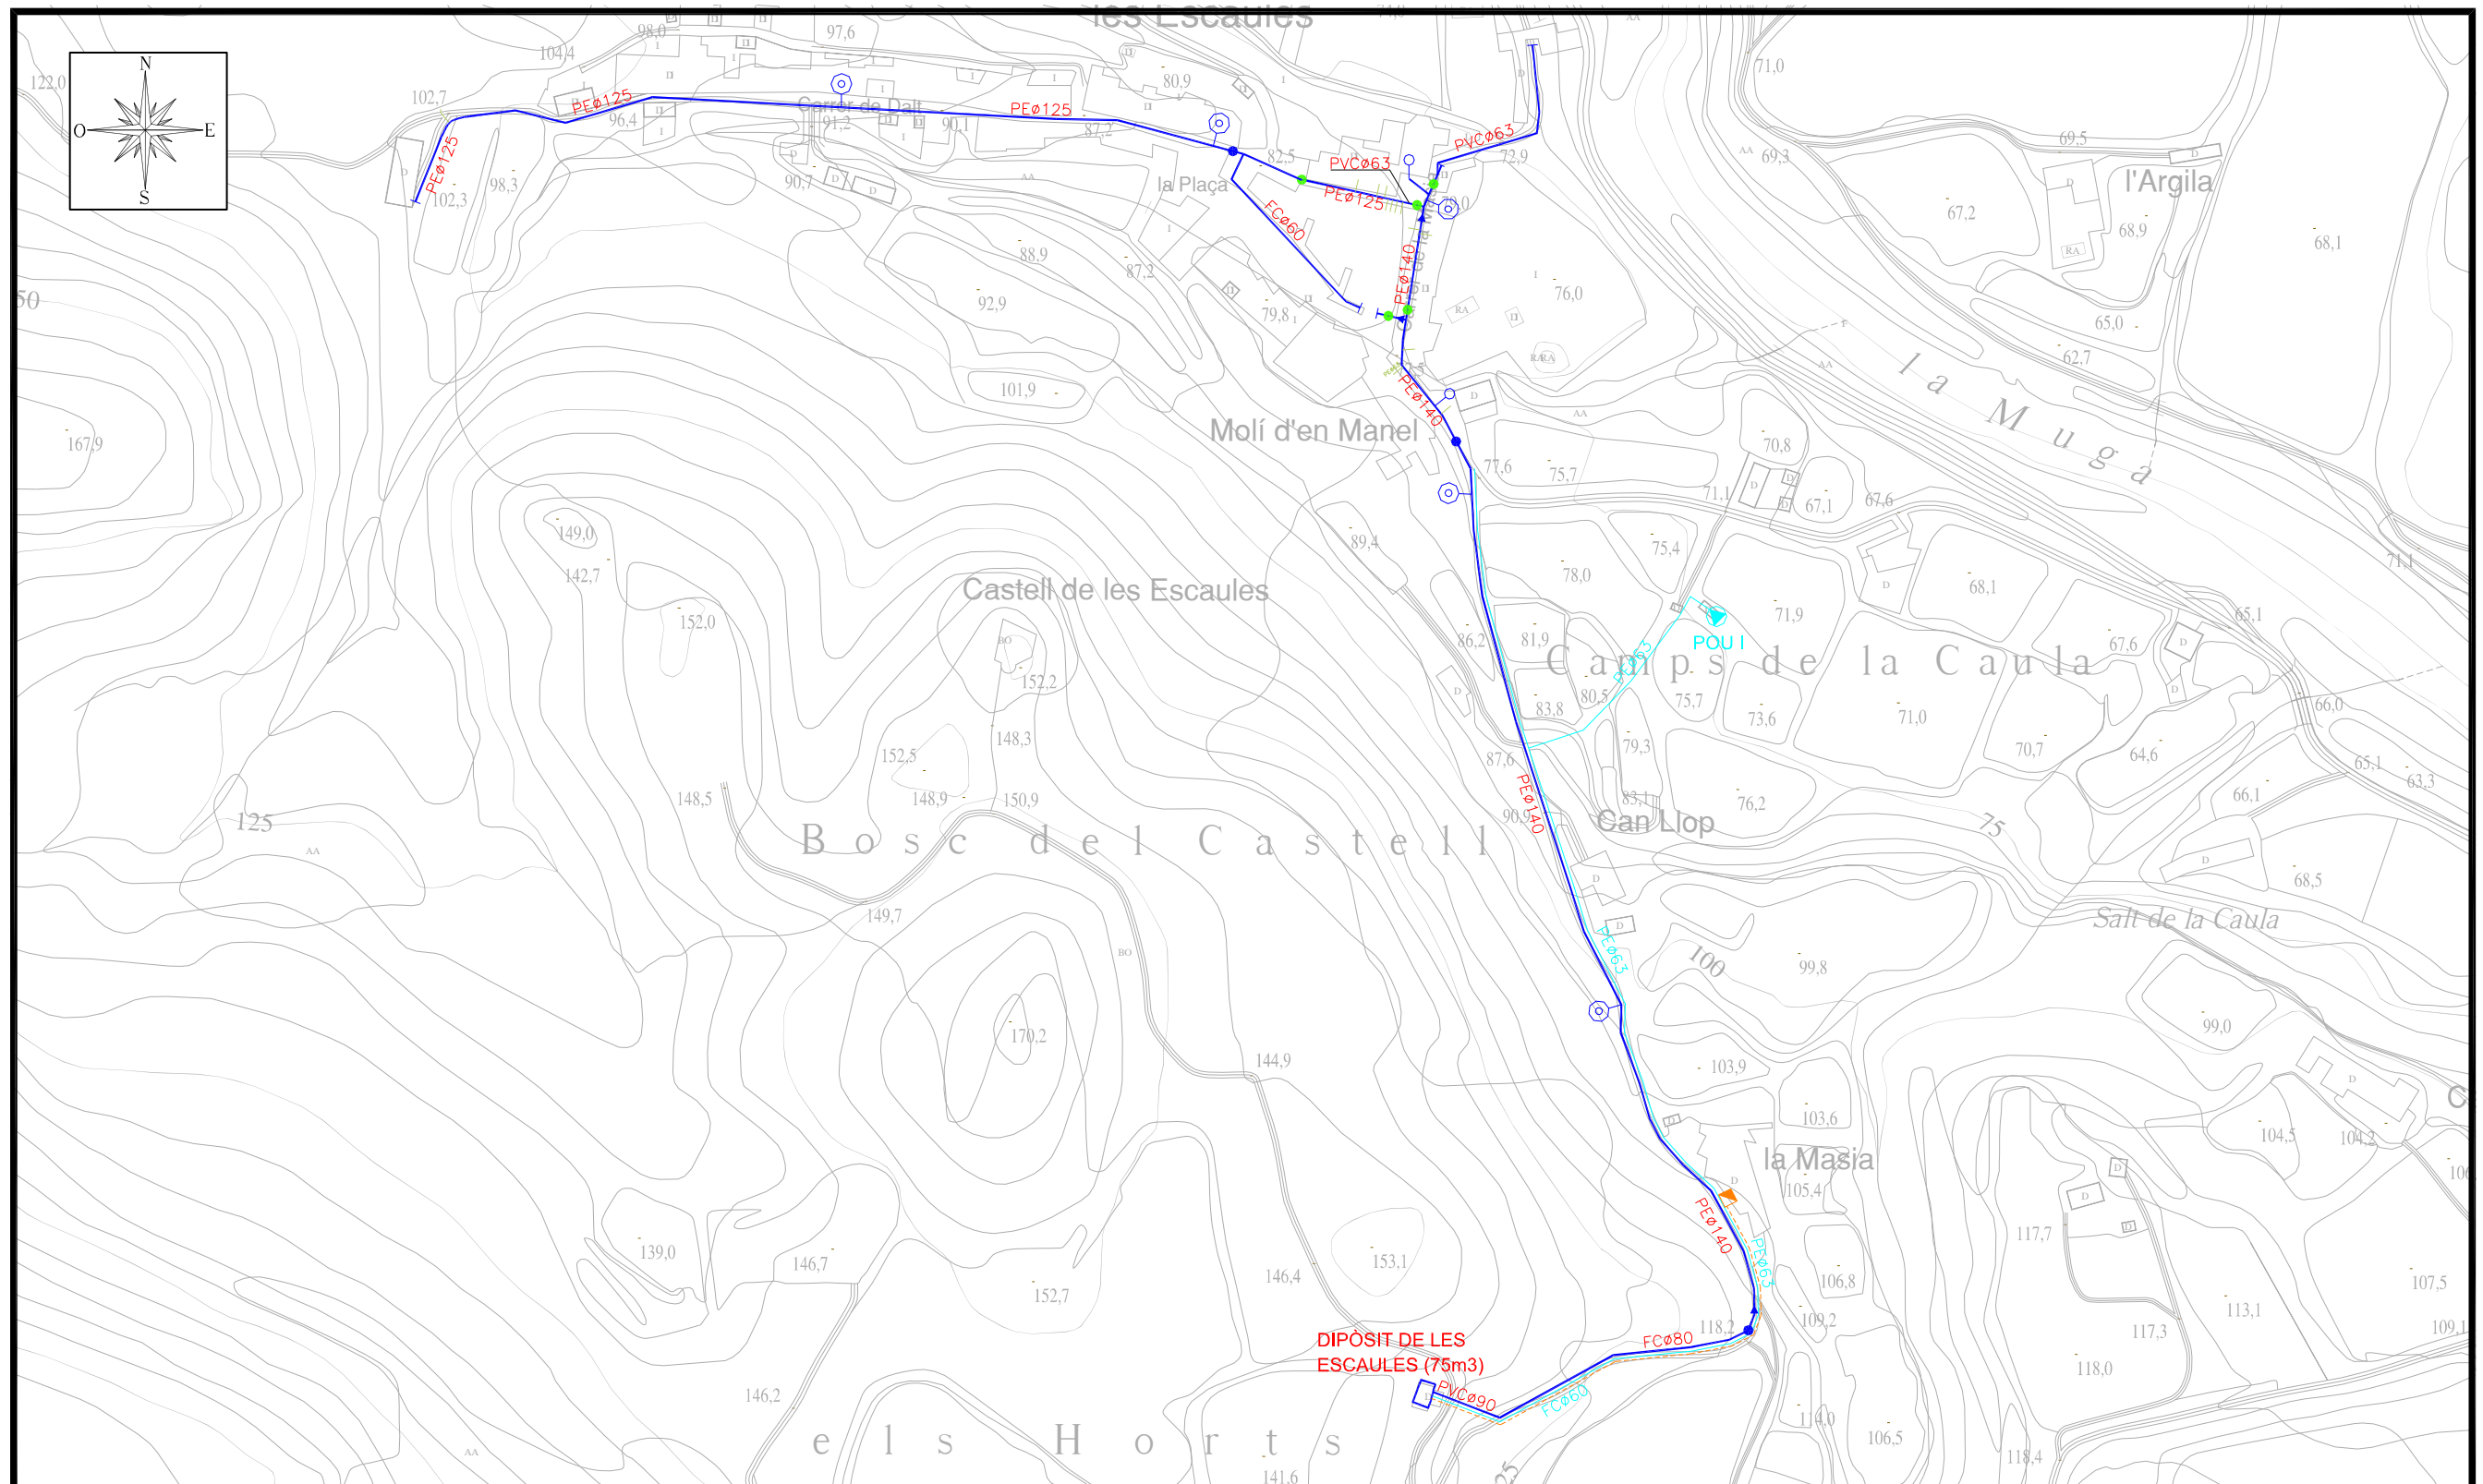 les Escaules
N
O
E
S
122,0
104,4
98,0
97,6
102,7
PEø125
96,4
Carrer de Dalt
91,2
90,1
PEø125
87,2
80,9
82,5
PVCø63
PVCø63
72,9
71,0
69,5
69,3
l'Argila
67,2
68,9
68,1
PEø125
102,3
98,3
90,7
la Plaça
PEø125
FCø60
PEø140
88,9
87,2
92,9
79,8
76,0
65,0
62,7
RA
la Muga
101,9
PEø140
Molí d'en Manel
167,9
77,6
75,7
70,8
71,1
67,1
67,6
149,0
142,7
89,4
75,4
78,0
68,1
71,1
Castell de les Escaules
152,0
86,2
81,9
71,9
POU I
PEø63
67,6
65,1
Camps de la Caula
152,2
83,8
80,5
75,7
73,6
71,0
66,0
148,3
152,5
87,6
79,3
70,7
64,6
65,1
63,3
148,5
148,9
150,9
PEø140
90,9
83,1
76,2
66,1
125
Can Llop
75
Bosc del Castell
68,5
149,7
Salt de la Caula
PEø63
100
99,8
99,0
170,2
144,9
103,9
103,6
104,5
104,2
la Masia
105,4
PEø140
PEø63
117,7
139,0
146,7
146,4
153,1
152,7
106,8
107,5
109,2
113,1
118,2
117,3
109,1
DIPÒSIT DE LES
ESCAULES (75m3)
FCø80
118,0
PVCø90
FCø60
146,2
114,0
106,5
els Horts
118,4
141,6